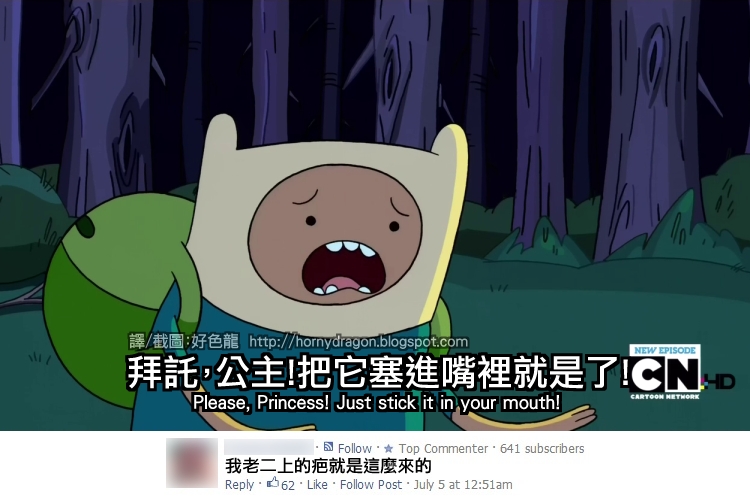 譯/截圖:好色龍 http://hornydragon.blogspot.com
拜託,公主!把它塞進嘴裡就是了!
Please, Princess! Just stick it in your mouth!
NEW EPISODE
CN HD
CARTOON NETWORK
· Follow · Top Commenter · 641 subscribers
我老二上的疤就是這麼來的
Reply · 62 · Like · Follow Post · July 5 at 12:51am